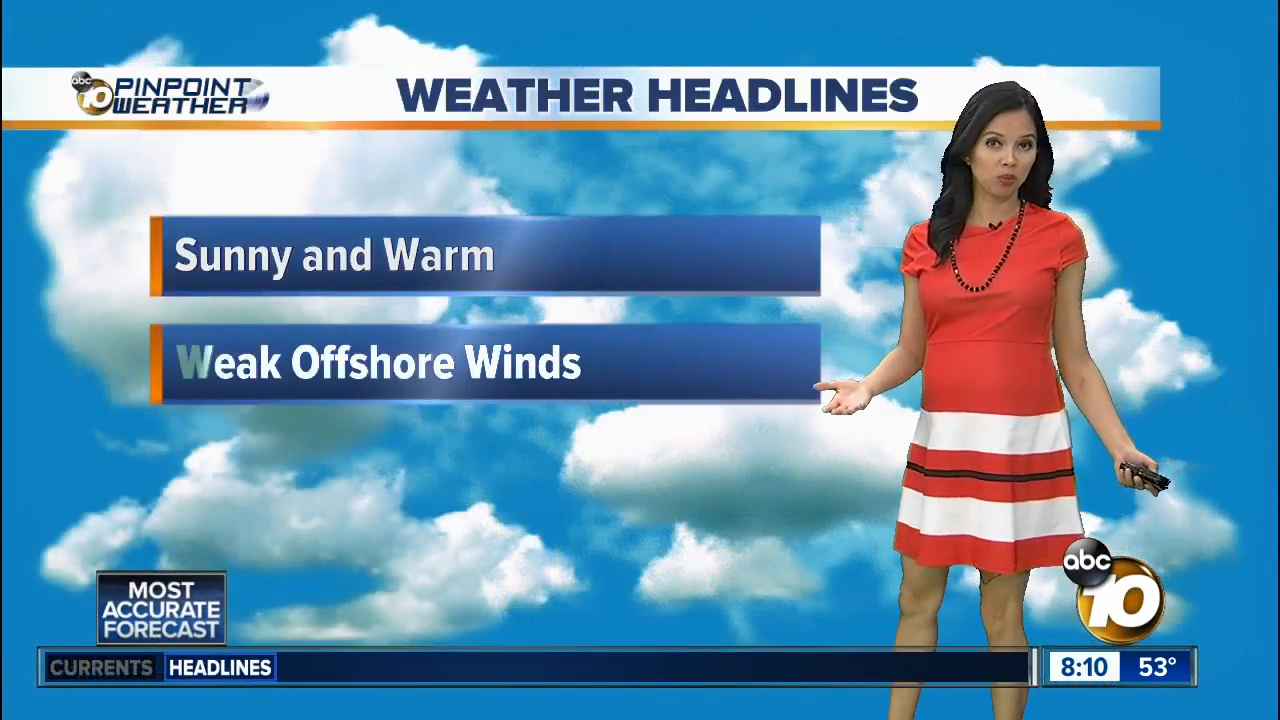 abc
10
PINPOINT
WEATHER
WEATHER HEADLINES
Sunny and Warm
Weak Offshore Winds
MOST
ACCURATE
FORECAST
abc
10
CURRENTS HEADLINES
8:10 53°